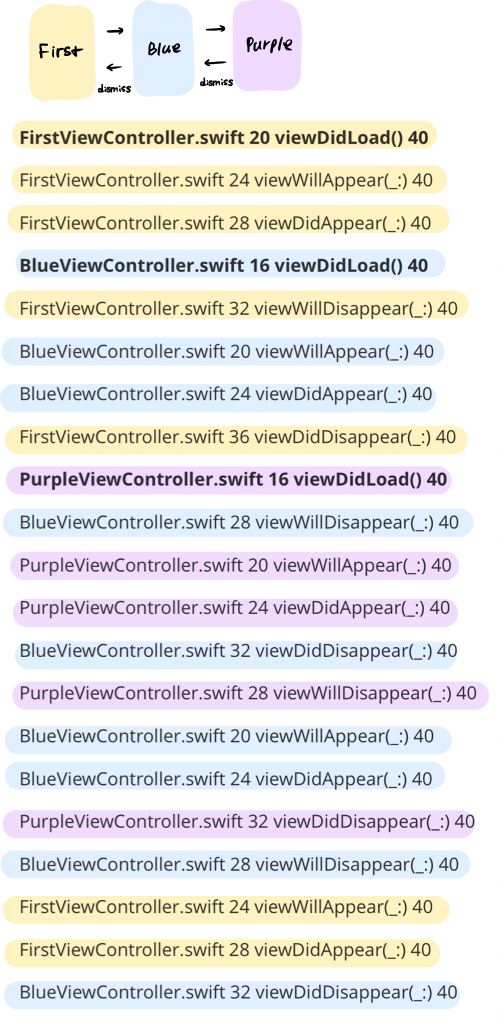 First
Blue
Purple
dismiss
dismiss
FirstViewController.swift 20 viewDidLoad() 40
FirstViewController.swift 24 viewWillAppear(_:) 40
FirstViewController.swift 28 viewDidAppear(_:) 40
BlueViewController.swift 16 viewDidLoad() 40
FirstViewController.swift 32 viewWillDisappear(_:) 40
BlueViewController.swift 20 viewWillAppear(_:) 40
BlueViewController.swift 24 viewDidAppear(_:) 40
FirstViewController.swift 36 viewDidDisappear(_:) 40
PurpleViewController.swift 16 viewDidLoad() 40
BlueViewController.swift 28 viewWillDisappear(_:) 40
PurpleViewController.swift 20 viewWillAppear(_:) 40
PurpleViewController.swift 24 viewDidAppear(_:) 40
BlueViewController.swift 32 viewDidDisappear(_:) 40
PurpleViewController.swift 28 viewWillDisappear(_:) 40
BlueViewController.swift 20 viewWillAppear(_:) 40
BlueViewController.swift 24 viewDidAppear(_:) 40
PurpleViewController.swift 32 viewDidDisappear(_:) 40
BlueViewController.swift 28 viewWillDisappear(_:) 40
FirstViewController.swift 24 viewWillAppear(_:) 40
FirstViewController.swift 28 viewDidAppear(_:) 40
BlueViewController.swift 32 viewDidDisappear(_:) 40